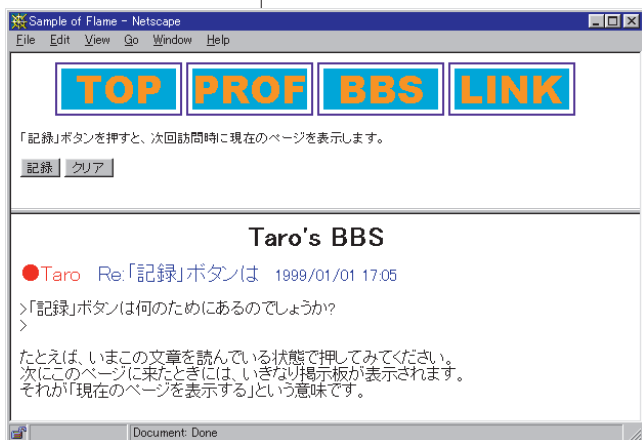 Sample of Flame - Netscape
File Edit View Go Window Help
TOP PROF BBS LINK
「記録」ボタンを押すと、次回訪問時に現在のページを表示します。
記録 クリア
Taro's BBS
●Taro Re:「記録」ボタンは 1999/01/01 17:05
>「記録」ボタンは何のためにあるのでしょうか?
>
たとえば、いまこの文章を読んでいる状態で押してみてください。
次にこのページに来たときには、いきなり掲示板が表示されます。
それが「現在のページを表示する」という意味です。
Document: Done